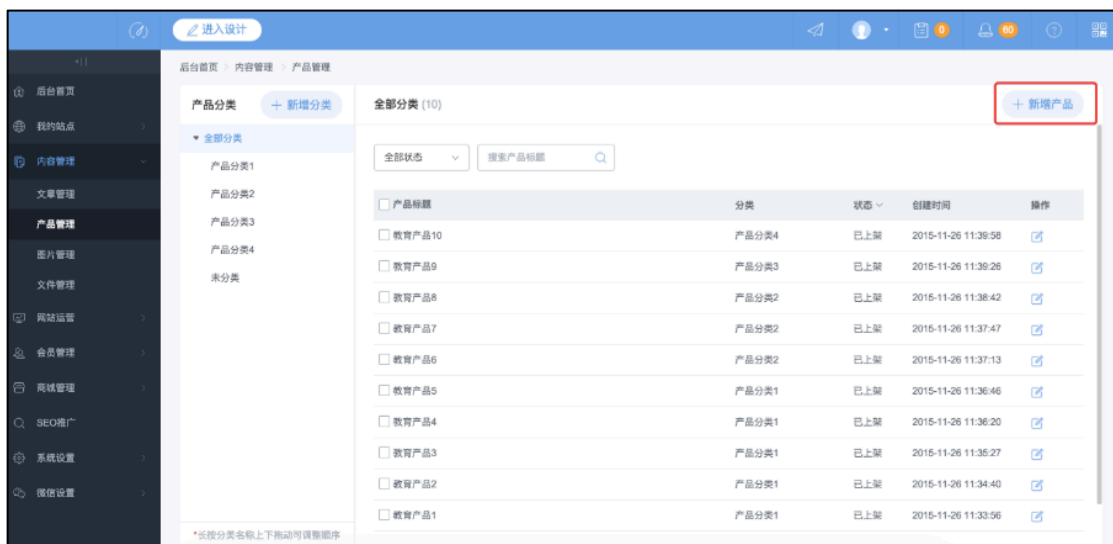 进入设计
0
60
后台首页 > 内容管理 > 产品管理
后台首页
我的站点
内容管理
文章管理
产品管理
图片管理
文件管理
网站运营
会员管理
商城管理
SEO推广
系统设置
微信设置
产品分类 + 新增分类
全部分类
产品分类1
产品分类2
产品分类3
产品分类4
未分类
*长按分类名称上下拖动可调整顺序
全部分类 (10) + 新增产品
全部状态 搜索产品标题
产品标题 分类 状态 创建时间 操作
教育产品10 产品分类4 已上架 2015-11-26 11:39:58
教育产品9 产品分类3 已上架 2015-11-26 11:39:26
教育产品8 产品分类2 已上架 2015-11-26 11:38:42
教育产品7 产品分类2 已上架 2015-11-26 11:37:47
教育产品6 产品分类2 已上架 2015-11-26 11:37:13
教育产品5 产品分类1 已上架 2015-11-26 11:36:46
教育产品4 产品分类1 已上架 2015-11-26 11:36:20
教育产品3 产品分类1 已上架 2015-11-26 11:35:27
教育产品2 产品分类1 已上架 2015-11-26 11:34:40
教育产品1 产品分类1 已上架 2015-11-26 11:33:56